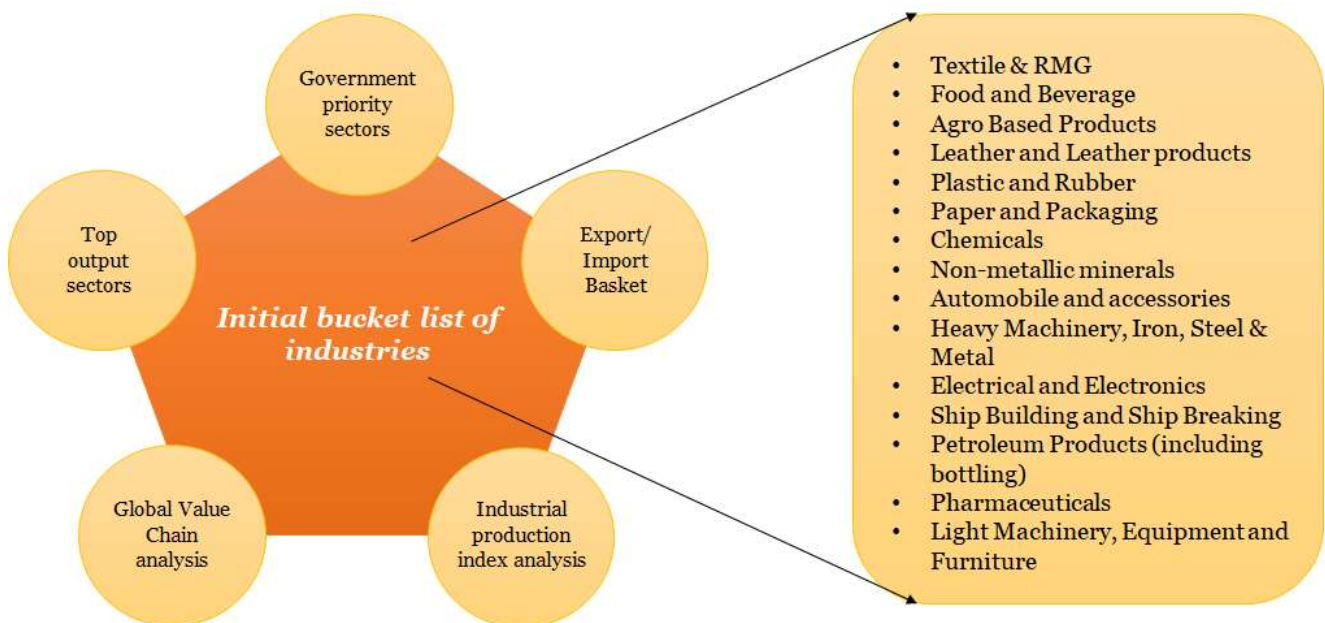 Government
priority
sectors
Top
output
sectors
Export/
Import
Basket
Initial bucket list of
industries
Global Value
Chain
analysis
Industrial
production
index analysis
• Textile & RMG
• Food and Beverage
• Agro Based Products
• Leather and Leather products
• Plastic and Rubber
• Paper and Packaging
• Chemicals
• Non-metallic minerals
• Automobile and accessories
• Heavy Machinery, Iron, Steel &
Metal
• Electrical and Electronics
• Ship Building and Ship Breaking
• Petroleum Products (including
bottling)
• Pharmaceuticals
• Light Machinery, Equipment and
Furniture